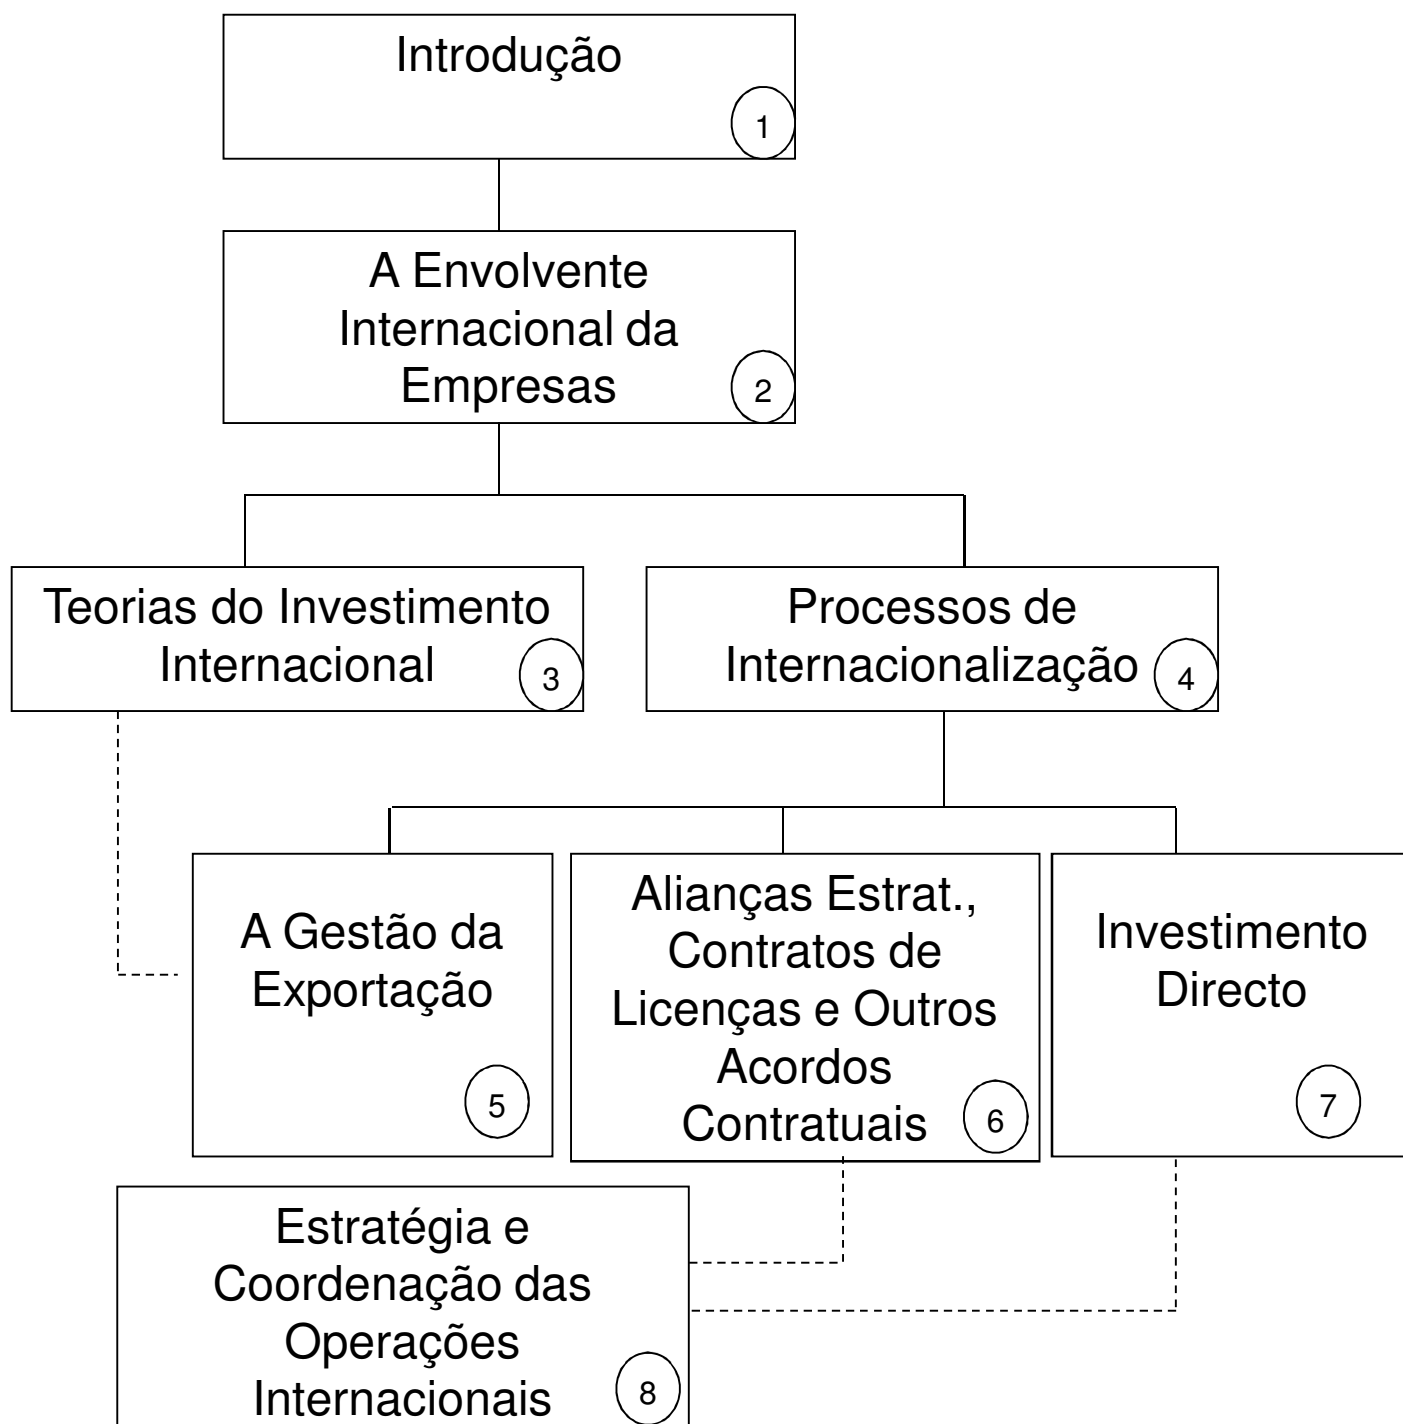 Introdução
1
A Envolvente
Internacional da
Empresas
2
Teorias do Investimento
Internacional
3
Processos de
Internacionalização
4
A Gestão da
Exportação
5
Alianças Estrat.,
Contratos de
Licenças e Outros
Acordos
Contratuais
6
Investimento
Directo
7
Estratégia e
Coordenação das
Operações
Internacionais
8